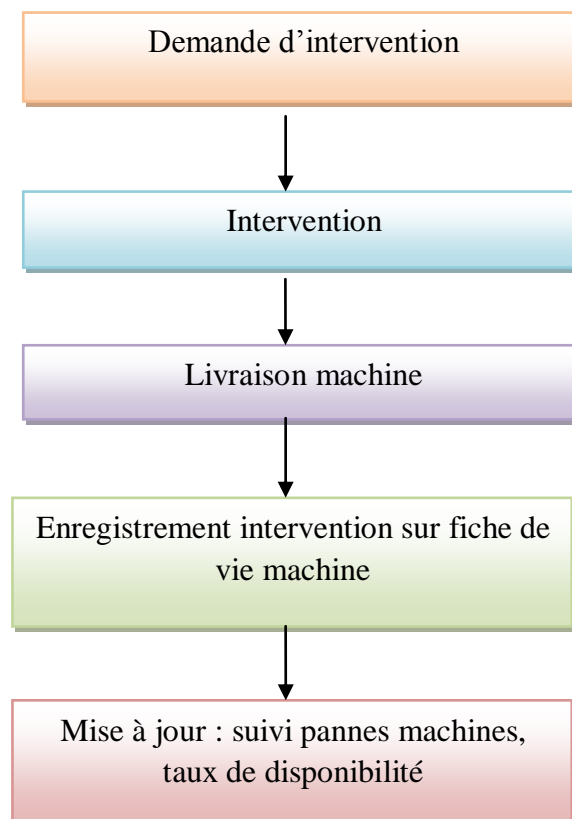 Demande d’intervention
Intervention
Livraison machine
Enregistrement intervention sur fiche de
vie machine
Mise à jour : suivi pannes machines,
taux de disponibilité